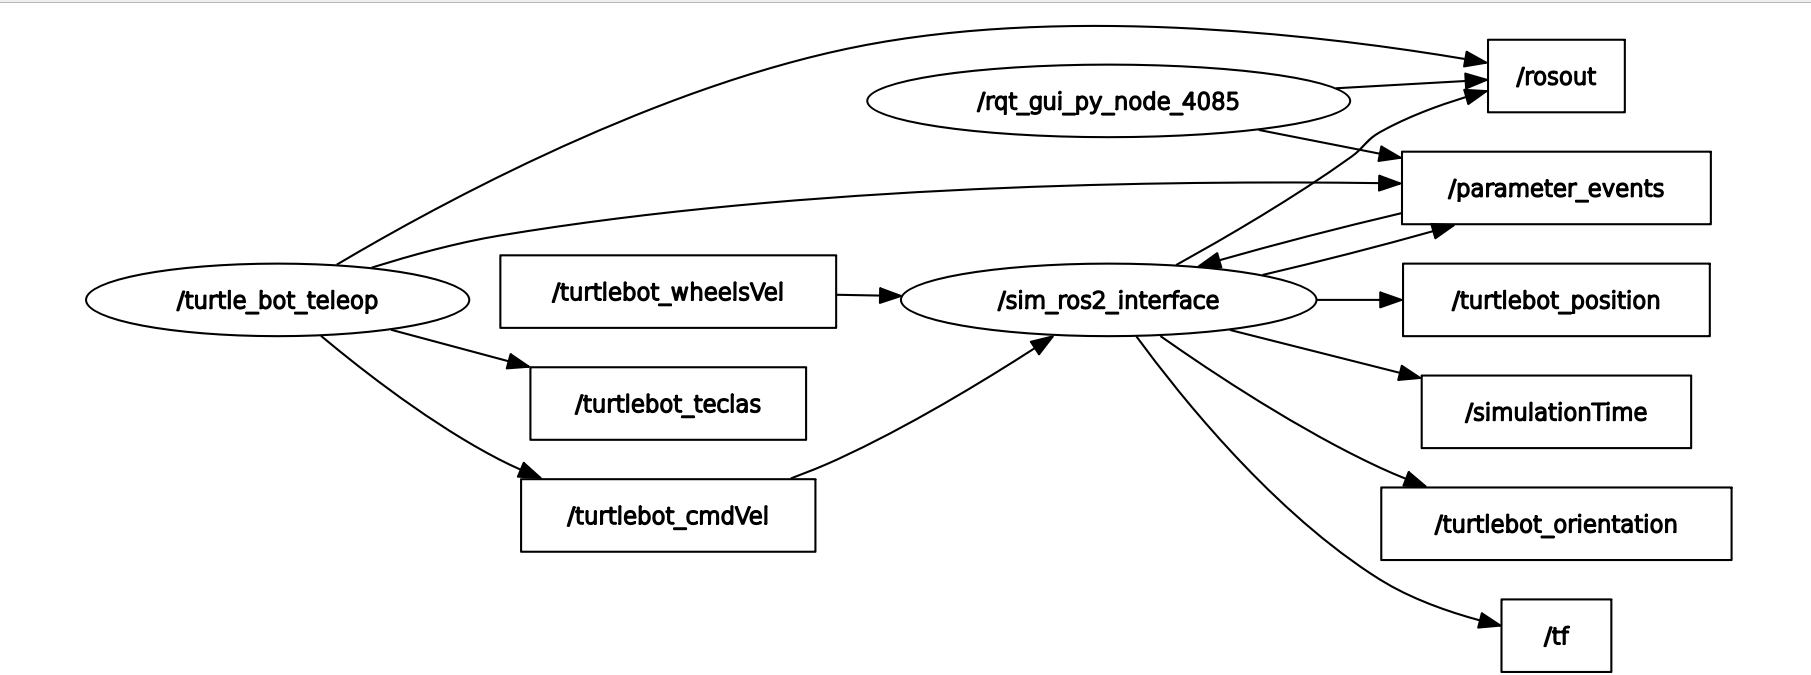 /rosout
/rqt_gui_py_node_4085
/parameter_events
/turtle_bot_teleop
/turtlebot_wheelsVel
/sim_ros2_interface
/turtlebot_position
/turtlebot_teclas
/simulationTime
/turtlebot_cmdVel
/turtlebot_orientation
/tf